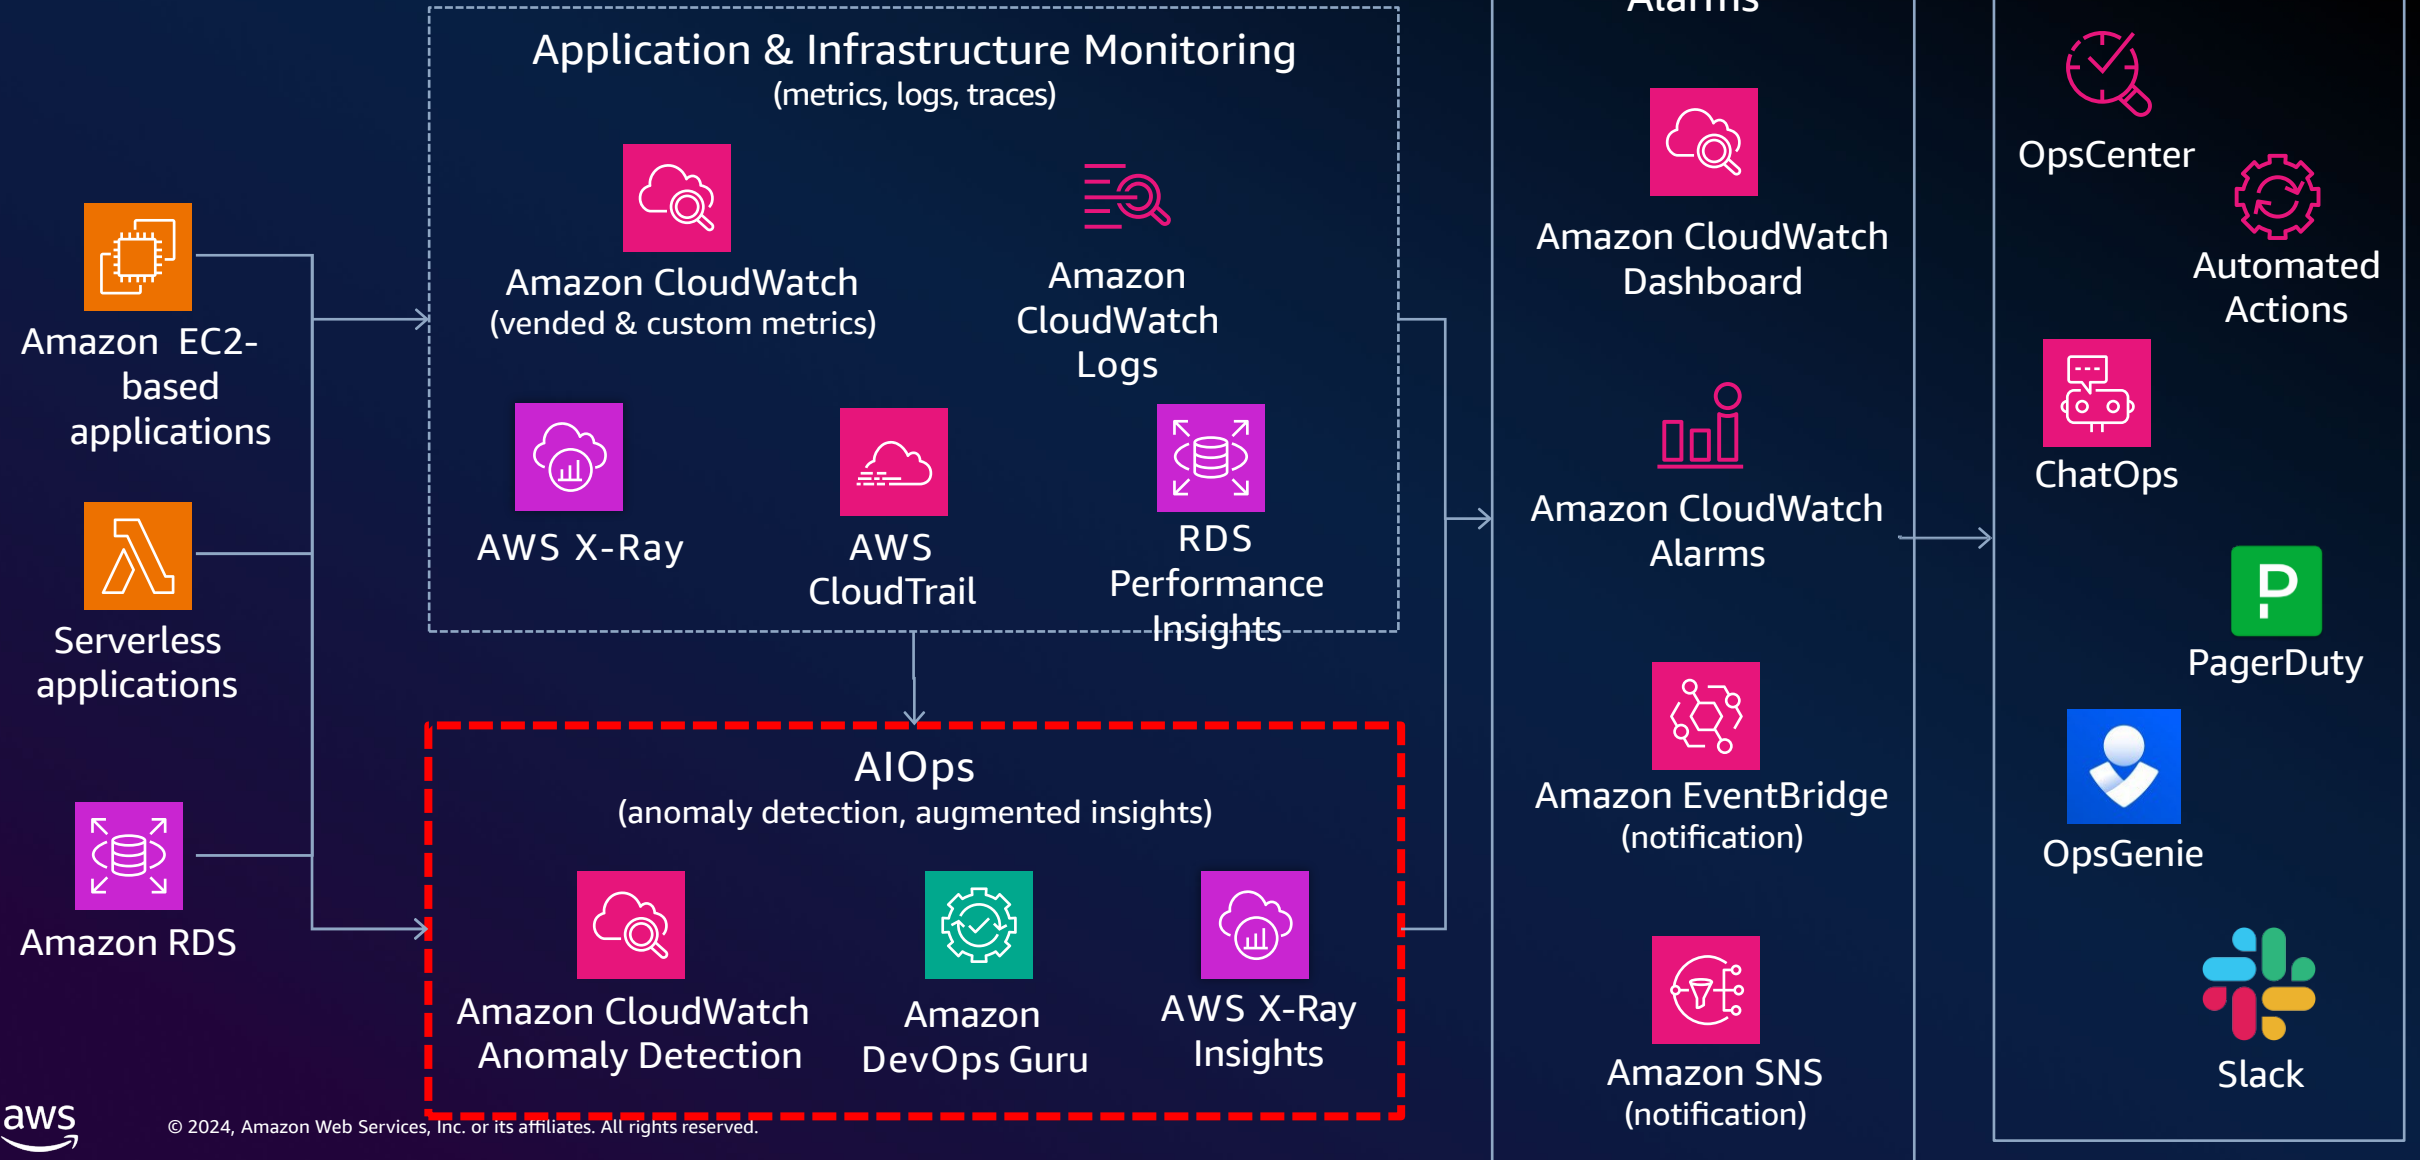 Alarms
Application & Infrastructure Monitoring
(metrics, logs, traces)
Amazon CloudWatch
(vended & custom metrics)
Amazon
CloudWatch
Logs
AWS X-Ray
AWS
CloudTrail
RDS
Performance
Insights
Amazon EC2-
based
applications
Serverless
applications
Amazon RDS
AIOps
(anomaly detection, augmented insights)
Amazon CloudWatch
Anomaly Detection
Amazon
DevOps Guru
AWS X-Ray
Insights
Amazon CloudWatch
Dashboard
Amazon CloudWatch
Alarms
Amazon EventBridge
(notification)
Amazon SNS
(notification)
OpsCenter
Automated
Actions
ChatOps
P
PagerDuty
OpsGenie
Slack
aws
© 2024, Amazon Web Services, Inc. or its affiliates. All rights reserved.